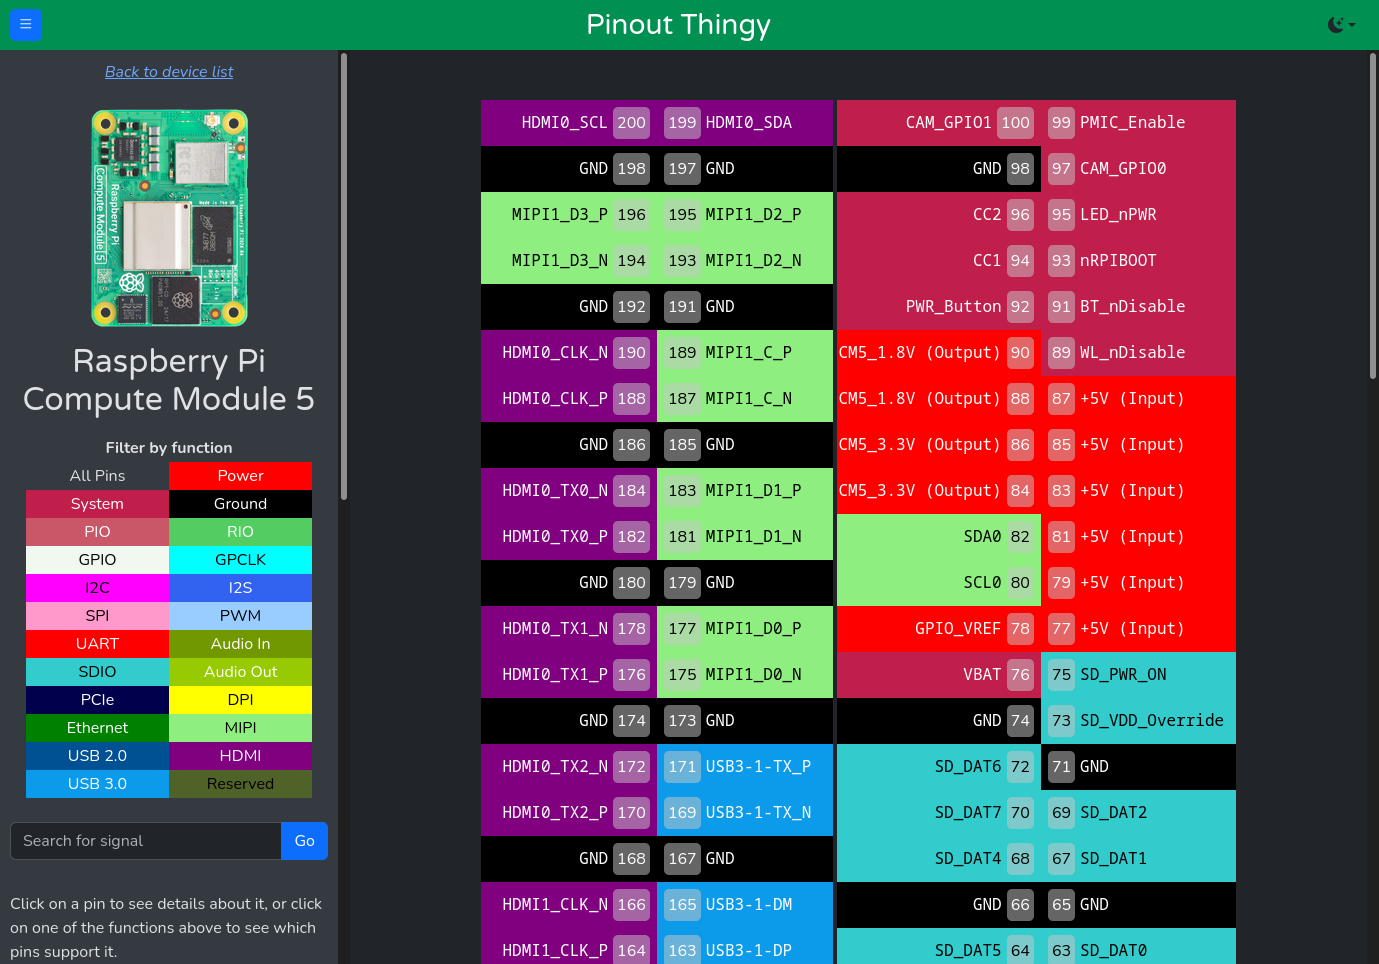 Pinout Thingy
Back to device list
Compute Module 5
Raspberry Pi
Raspberry Pi
Compute Module 5
Filter by function
All Pins Power
System Ground
PIO RIO
GPIO GPCLK
I2C I2S
SPI PWM
UART Audio In
SDIO Audio Out
PCIe DPI
Ethernet MIPI
USB 2.0 HDMI
USB 3.0 Reserved
Search for signal Go
Click on a pin to see details about it, or click
on one of the functions above to see which
pins support it.
HDMI0_SCL 200 199 HDMI0_SDA CAM_GPIO1 100 99 PMIC_Enable
GND 198 197 GND GND 98 97 CAM_GPIO0
MIPI1_D3_P 196 195 MIPI1_D2_P CC2 96 95 LED_nPWR
MIPI1_D3_N 194 193 MIPI1_D2_N CC1 94 93 nRPIBOOT
GND 192 191 GND PWR_Button 92 91 BT_nDisable
HDMI0_CLK_N 190 189 MIPI1_C_P CM5_1.8V (Output) 90 89 WL_nDisable
HDMI0_CLK_P 188 187 MIPI1_C_N CM5_1.8V (Output) 88 87 +5V (Input)
GND 186 185 GND CM5_3.3V (Output) 86 85 +5V (Input)
HDMI0_TX0_N 184 183 MIPI1_D1_P CM5_3.3V (Output) 84 83 +5V (Input)
HDMI0_TX0_P 182 181 MIPI1_D1_N SDA0 82 81 +5V (Input)
GND 180 179 GND SCL0 80 79 +5V (Input)
HDMI0_TX1_N 178 177 MIPI1_D0_P GPIO_VREF 78 77 +5V (Input)
HDMI0_TX1_P 176 175 MIPI1_D0_N VBAT 76 75 SD_PWR_ON
GND 174 173 GND GND 74 73 SD_VDD_Override
HDMI0_TX2_N 172 171 USB3-1-TX_P SD_DAT6 72 71 GND
HDMI0_TX2_P 170 169 USB3-1-TX_N SD_DAT7 70 69 SD_DAT2
GND 168 167 GND SD_DAT4 68 67 SD_DAT1
HDMI1_CLK_N 166 165 USB3-1-DM GND 66 65 GND
HDMI1_CLK_P 164 163 USB3-1-DP SD_DAT5 64 63 SD_DAT0